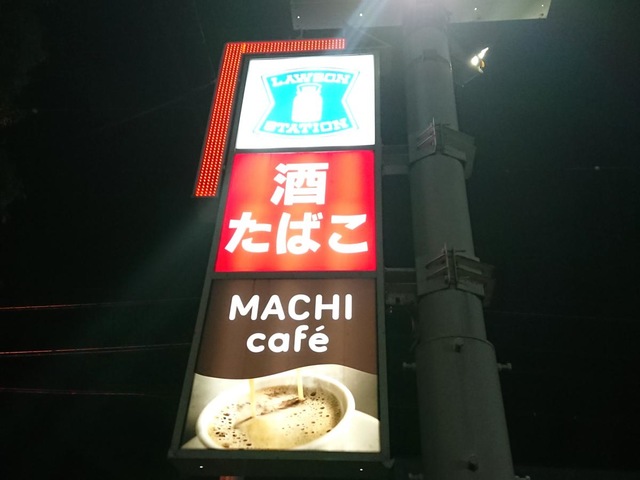 LAWSON
STATION
酒
たばこ
MACHI
café